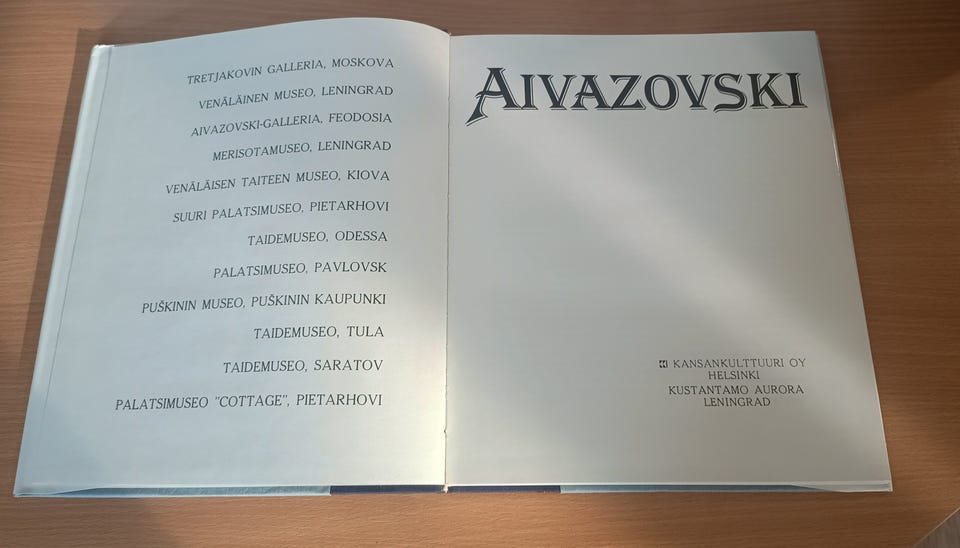 TRETJAKOVIN GALLERIA, MOSKOVA
VENÄLÄINEN MUSEO, LENINGRAD
AIVAZOVSKI-GALLERIA, FEODOSIA
MERISOTAMUSEO, LENINGRAD
VENÄLÄISEN TAITEEN MUSEO, KIOVA
SUURI PALATSIMUSEO, PIETARHOVI
TAIDEMUSEO, ODESSA
PALATSIMUSEO, PAVLOVSK
PUŠKININ MUSEO, PUŠKININ KAUPUNKI
TAIDEMUSEO, TULA
TAIDEMUSEO, SARATOV
PALATSIMUSEO "COTTAGE", PIETARHOVI
AIVAZOVSKI
KANSANKULTTUURI OY
HELSINKI
KUSTANTAMO AURORA
LENINGRAD